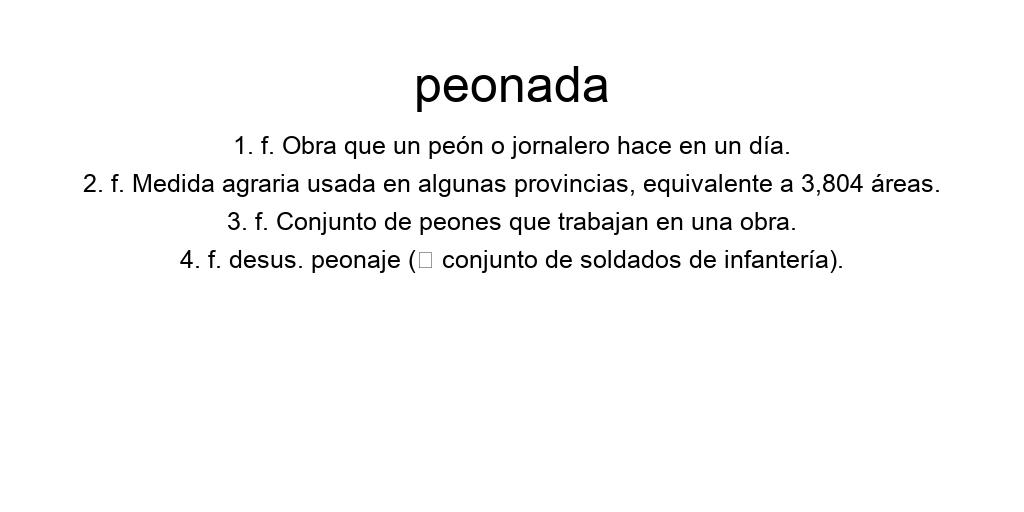 peonada
1. f. Obra que un peón o jornalero hace en un día.
2. f. Medida agraria usada en algunas provincias, equivalente a 3,804 áreas.
3. f. Conjunto de peones que trabajan en una obra.
4. f. desus. peonaje (□ conjunto de soldados de infantería).